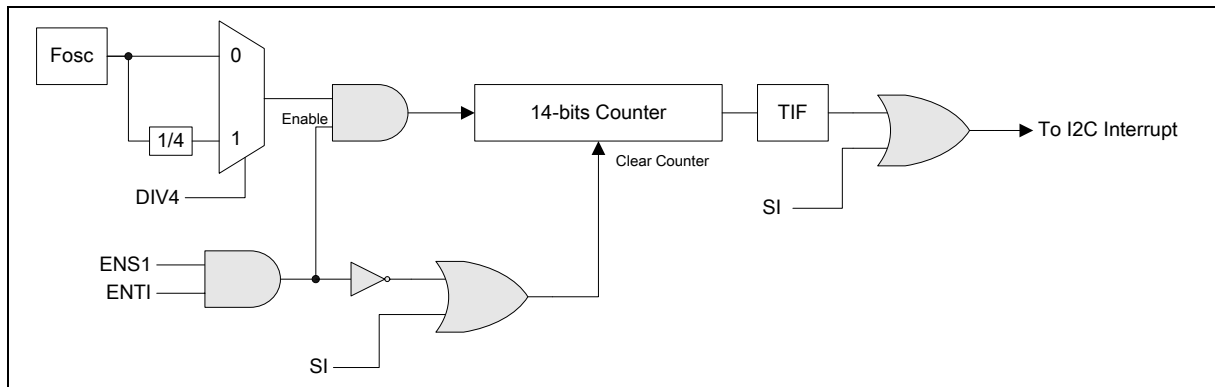 Fosc
0
1/4
1
DIV4
Enable
14-bits Counter
TIF
To I2C Interrupt
Clear Counter
SI
ENS1
ENTI
SI